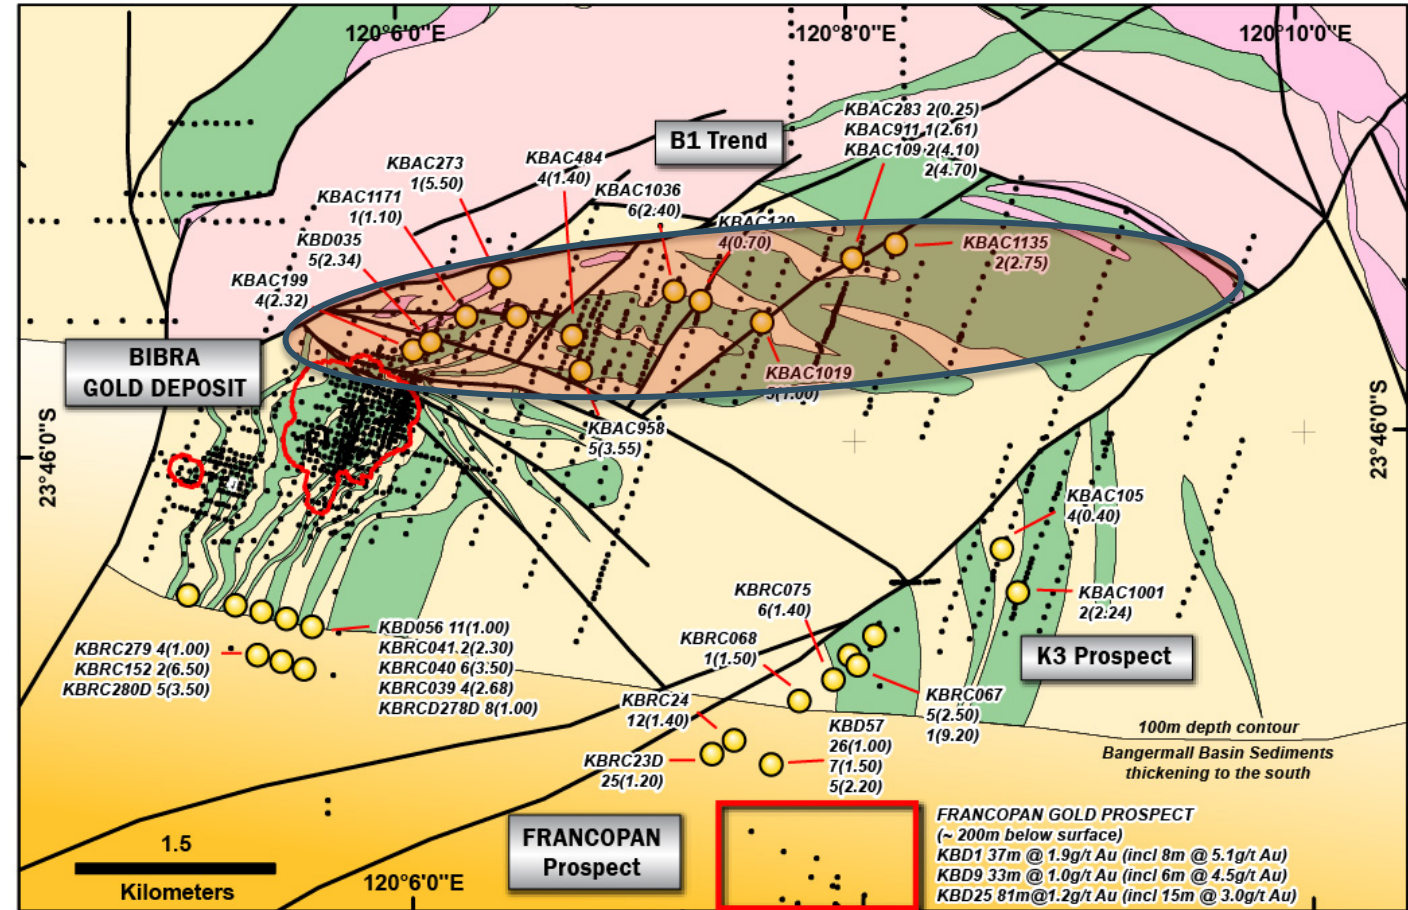 120°6'0"E
120°8'0"E
120°10'0"E
KBAC283 2(0.25)
KBAC911 1(2.61)
KBAC109 2(4.10)
2(4.70)
B1 Trend
KBAC273
1(5.50)
KBAC484
4(1.40)
KBAC1036
6(2.40)
KBAC1171
1(1.10)
KBD035
5(2.34)
KBAC199
4(2.32)
4(0.70)
KBAC1135
2(2.75)
BIBRA
GOLD DEPOSIT
KBAC1019
KBAC958
5(3.55)
23°46'0"S
23°46'0"S
KBAC105
4(0.40)
KBAC1001
2(2.24)
KBRC075
6(1.40)
KBRC068
1(1.50)
K3 Prospect
KBD056 11(1.00)
KBRC041 2(2.30)
KBRC040 6(3.50)
KBRC039 4(2.68)
KBRCD278D 8(1.00)
KBRC279 4(1.00)
KBRC152 2(6.50)
KBRC280D 5(3.50)
KBRC24
12(1.40)
KBRC23D
25(1.20)
KBD57
26(1.00)
7(1.50)
5(2.20)
KBRC067
5(2.50)
1(9.20)
100m depth contour
Bangermall Basin Sediments
thickening to the south
FRANCOPAN
Prospect
FRANCOPAN GOLD PROSPECT
(~ 200m below surface)
KBD1 37m @ 1.9g/t Au (incl 8m @ 5.1g/t Au)
KBD9 33m @ 1.0g/t Au (incl 6m @ 4.5g/t Au)
KBD25 81m@1.2g/t Au (incl 15m @ 3.0g/t Au)
1.5
Kilometers
120°6'0"E